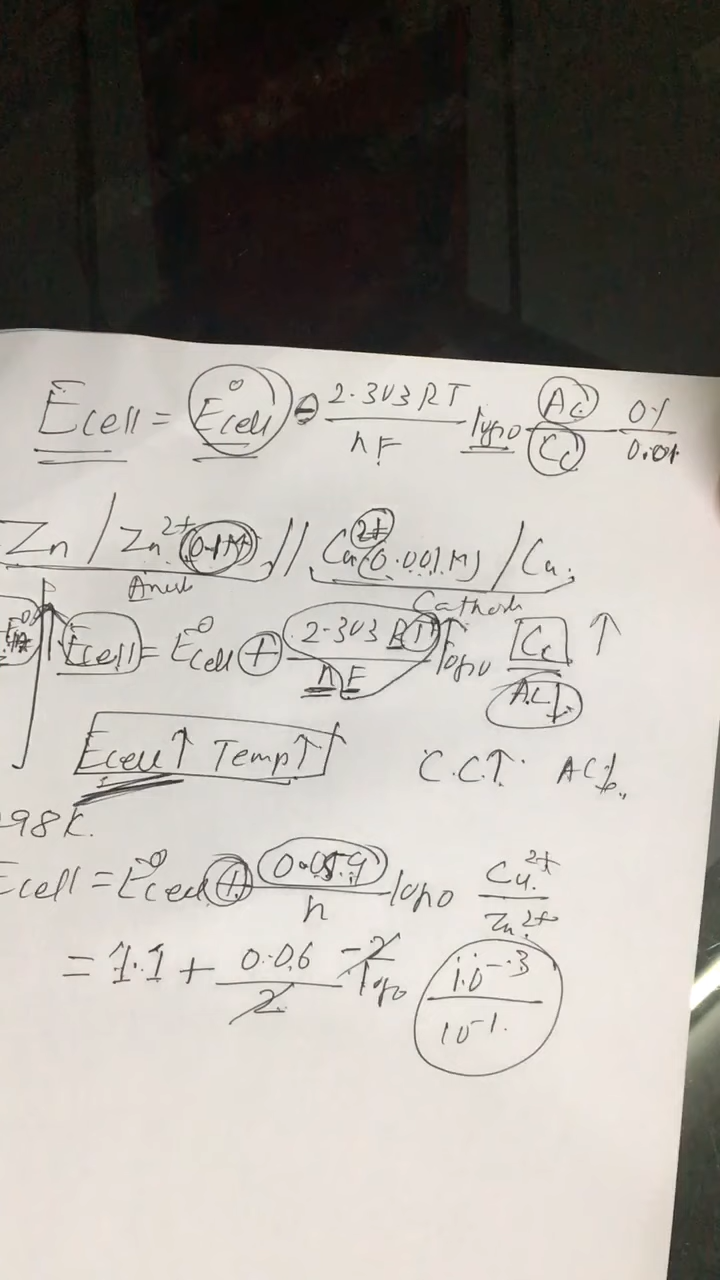 Ecell = E°cell ⊖ 2.303 RT / nF log10 AC / CC 0.1 / 0.01
Zn / Zn2+ (0.1M) // Cu2+ (0.001M) / Cu
Anode Cathode
Ecell = E°cell + 2.303 RT↑ / nF log10 CC / AC↓ ↑
Ecell↑ Temp↑ C.C↑ AC↓
298K.
Ecell = E°cell + 0.059 / n log10 Cu2+ / Zn2+
= 1.1 + 0.06 / 2 log10 -2 10-3 / 10-1